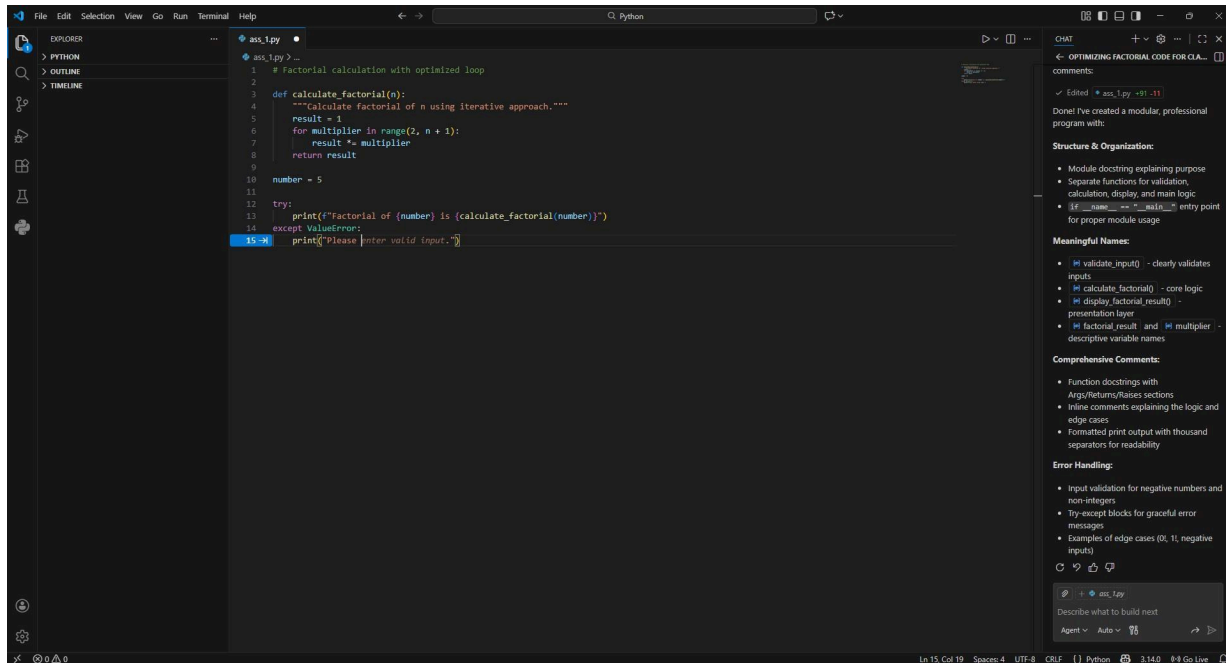 File Edit Selection View Go Run Terminal Help
Python
EXPLORER
PYTHON
OUTLINE
TIMELINE
ass_1.py
ass_1.py > ...
1 # Factorial calculation with optimized loop
2
3 def calculate_factorial(n):
4 """Calculate factorial of n using iterative approach."""
5 result = 1
6 for multiplier in range(2, n + 1):
7 result *= multiplier
8 return result
9
10 number = 5
11
12 try:
13 print(f"Factorial of {number} is {calculate_factorial(number)}")
14 except ValueError:
15 print("Please enter valid input.")
CHAT
OPTIMIZING FACTORIAL CODE FOR CLA...
comments:
Edited ass_1.py +91 -11
Done! I've created a modular, professional
program with:
Structure & Organization:
• Module docstring explaining purpose
• Separate functions for validation,
calculation, display, and main logic
• if __name__ == "__main__" entry point
for proper module usage
Meaningful Names:
• validate_input() - clearly validates
inputs
• calculate_factorial() - core logic
• display_factorial_result() -
presentation layer
• factorial_result and multiplier -
descriptive variable names
Comprehensive Comments:
• Function docstrings with
Args/Returns/Raises sections
• Inline comments explaining the logic and
edge cases
• Formatted print output with thousand
separators for readability
Error Handling:
• Input validation for negative numbers and
non-integers
• Try-except blocks for graceful error
messages
• Examples of edge cases (0!, 1!, negative
inputs)
ass_1.py
Describe what to build next
Agent Auto
0 0 Ln 15, Col 19 Spaces: 4 UTF-8 CRLF {} Python 3.14.0 Go Live